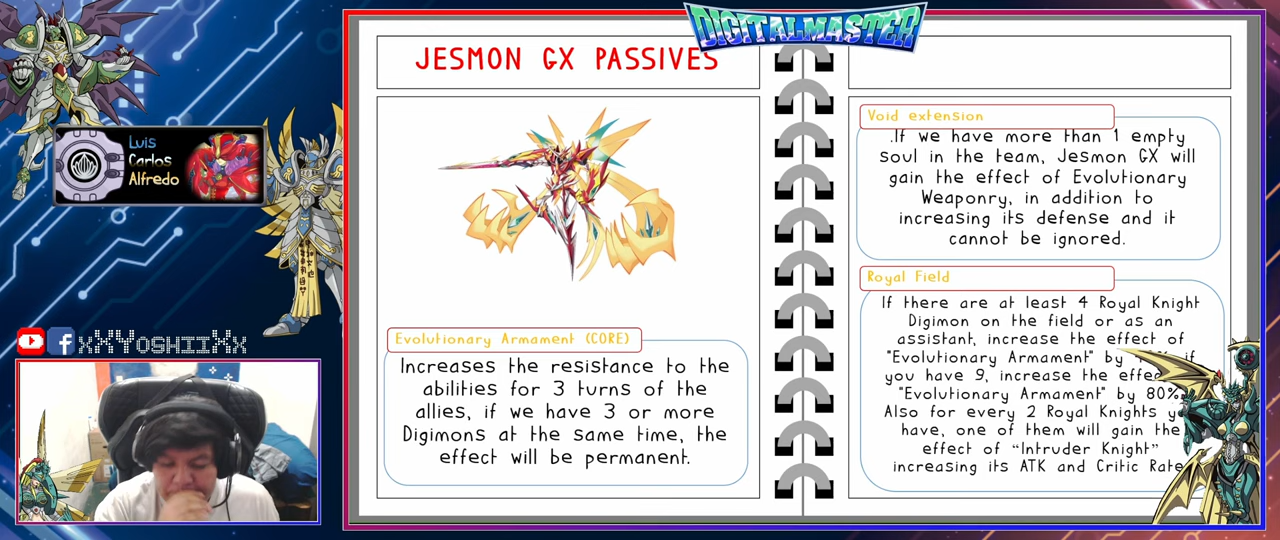 DIGITALMASTER
JESMON GX PASSIVES
Luis
Carlos
Alfredo
xXYoshiiXx
Evolutionary Armament (CORE)
Increases the resistance to the
abilities for 3 turns of the
allies, if we have 3 or more
Digimons at the same time, the
effect will be permanent.
Void extension
.If we have more than 1 empty
soul in the team, Jesmon GX will
gain the effect of Evolutionary
Weaponry, in addition to
increasing its defense and it
cannot be ignored.
Royal Field
If there are at least 4 Royal Knight
Digimon on the field or as an
assistant, increase the effect of
"Evolutionary Armament" by if
you have 9, increase the
"Evolutionary Armament" by 80%.
Also for every 2 Royal Knights
have, one of them will gain the
effect of “Intruder Knight”
increasing its ATK and Critic Rate